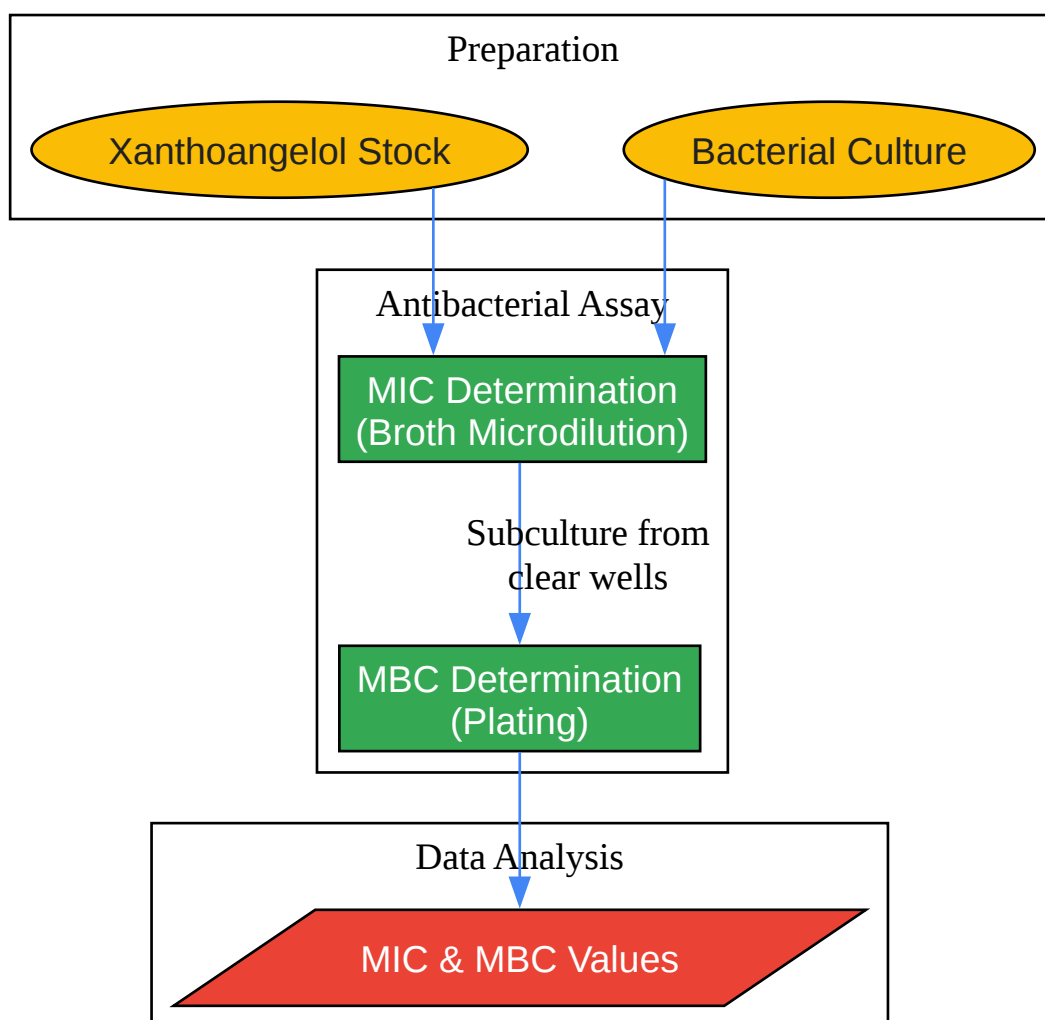 Preparation
Xanthoangelol Stock
Bacterial Culture
Antibacterial Assay
MIC Determination
(Broth Microdilution)
Subculture from
clear wells
MBC Determination
(Plating)
Data Analysis
MIC & MBC Values